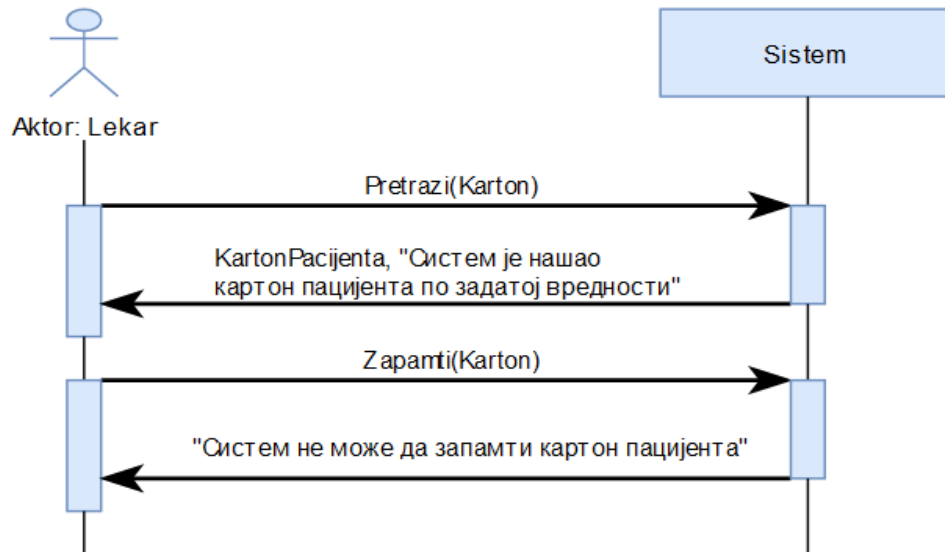 Sistem
Aktor: Lekar
Pretrazi(Karton)
KartonPacijenta, "Систем је нашао
картон пацијента по задатој вредности"
Zapamti(Karton)
"Систем не може да запамти картон пацијента"